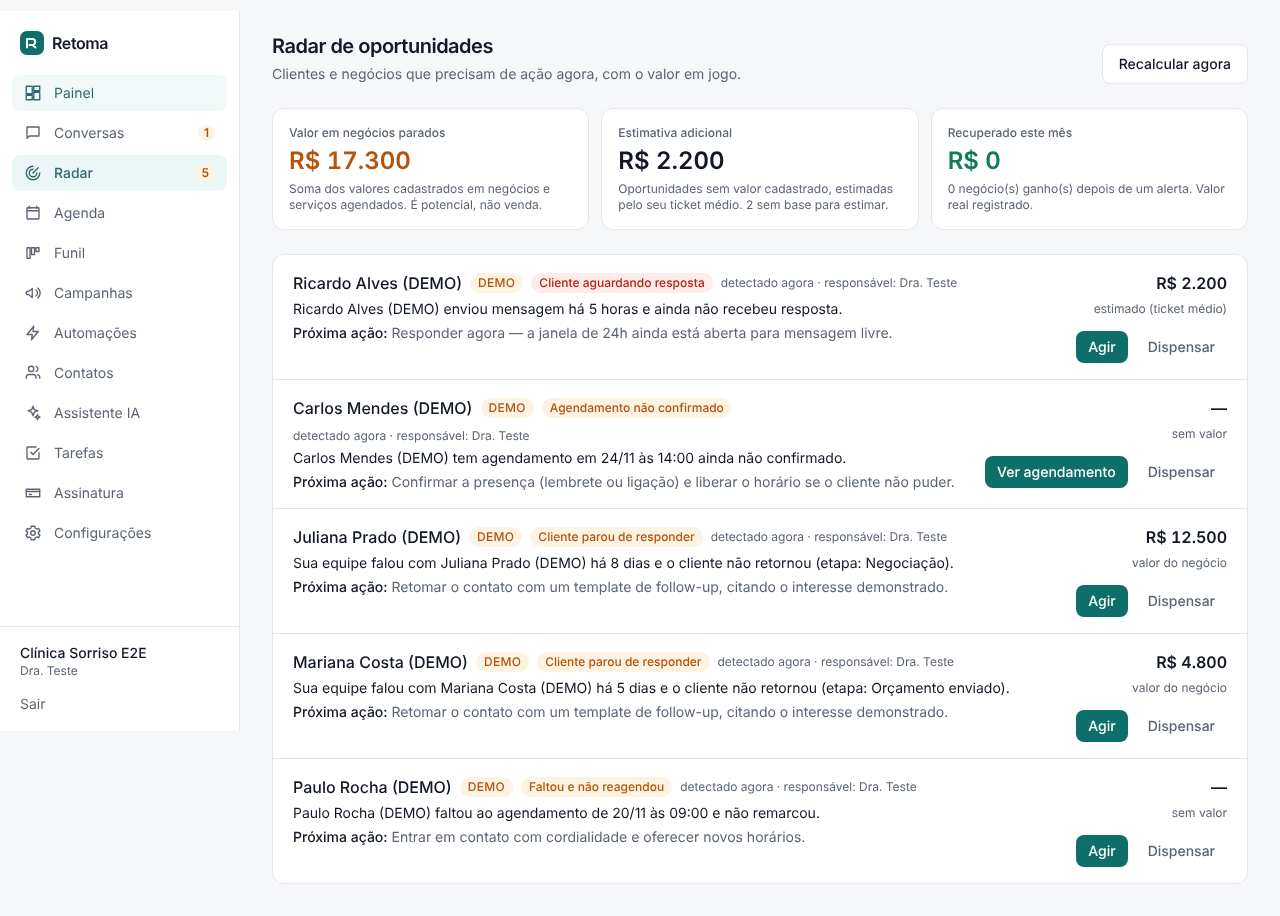 Retoma
Painel
Conversas 1
Radar 5
Agenda
Funil
Campanhas
Automações
Contatos
Assistente IA
Tarefas
Assinatura
Configurações
Clínica Sorriso E2E
Dra. Teste
Sair
Radar de oportunidades
Clientes e negócios que precisam de ação agora, com o valor em jogo.
Recalcular agora
Valor em negócios parados
R$ 17.300
Soma dos valores cadastrados em negócios e
serviços agendados. É potencial, não venda.
Estimativa adicional
R$ 2.200
Oportunidades sem valor cadastrado, estimadas
pelo seu ticket médio. 2 sem base para estimar.
Recuperado este mês
R$ 0
0 negócio(s) ganho(s) depois de um alerta. Valor
real registrado.
Ricardo Alves (DEMO) DEMO Cliente aguardando resposta detectado agora · responsável: Dra. Teste R$ 2.200
Ricardo Alves (DEMO) enviou mensagem há 5 horas e ainda não recebeu resposta. estimado (ticket médio)
Próxima ação: Responder agora — a janela de 24h ainda está aberta para mensagem livre.
Agir Dispensar
Carlos Mendes (DEMO) DEMO Agendamento não confirmado —
detectado agora · responsável: Dra. Teste sem valor
Carlos Mendes (DEMO) tem agendamento em 24/11 às 14:00 ainda não confirmado.
Próxima ação: Confirmar a presença (lembrete ou ligação) e liberar o horário se o cliente não puder.
Ver agendamento Dispensar
Juliana Prado (DEMO) DEMO Cliente parou de responder detectado agora · responsável: Dra. Teste R$ 12.500
Sua equipe falou com Juliana Prado (DEMO) há 8 dias e o cliente não retornou (etapa: Negociação). valor do negócio
Próxima ação: Retomar o contato com um template de follow-up, citando o interesse demonstrado.
Agir Dispensar
Mariana Costa (DEMO) DEMO Cliente parou de responder detectado agora · responsável: Dra. Teste R$ 4.800
Sua equipe falou com Mariana Costa (DEMO) há 5 dias e o cliente não retornou (etapa: Orçamento enviado). valor do negócio
Próxima ação: Retomar o contato com um template de follow-up, citando o interesse demonstrado.
Agir Dispensar
Paulo Rocha (DEMO) DEMO Faltou e não reagendou detectado agora · responsável: Dra. Teste —
Paulo Rocha (DEMO) faltou ao agendamento de 20/11 às 09:00 e não remarcou. sem valor
Próxima ação: Entrar em contato com cordialidade e oferecer novos horários.
Agir Dispensar